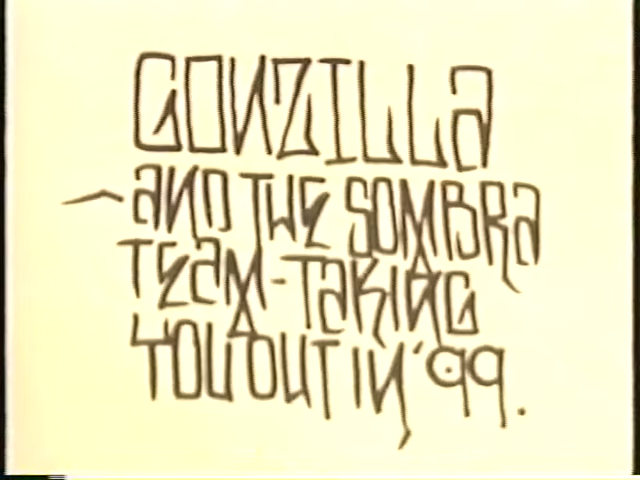 GONZILLA
~AND THE SOMBRA
TEAM-TAKING
YOU OUT IN '99.